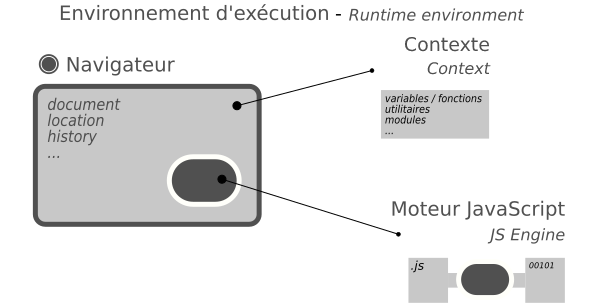 Environnement d'exécution - Runtime environment
Navigateur
document
location
history
...
Contexte
Context
variables / fonctions
utilitaires
modules
...
Moteur JavaScript
JS Engine
.js
00101